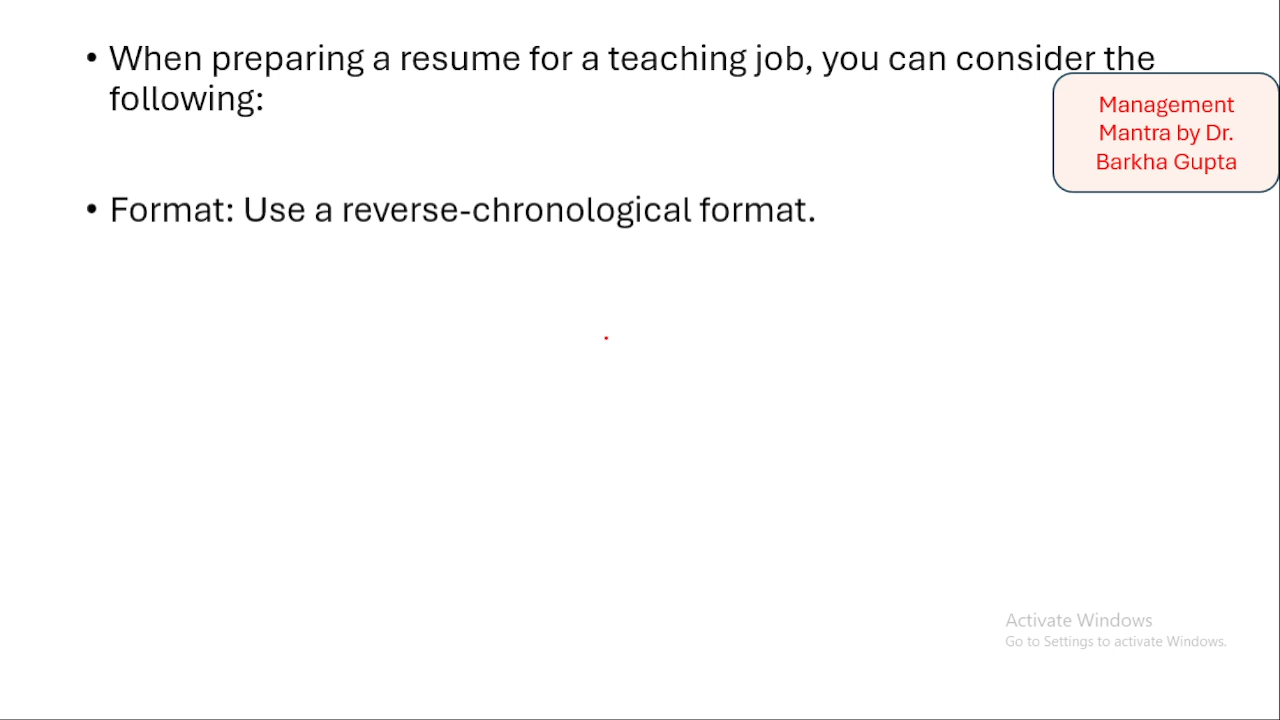 • When preparing a resume for a teaching job, you can consider the
following:
Management
Mantra by Dr.
Barkha Gupta
• Format: Use a reverse-chronological format.
Activate Windows
Go to Settings to activate Windows.